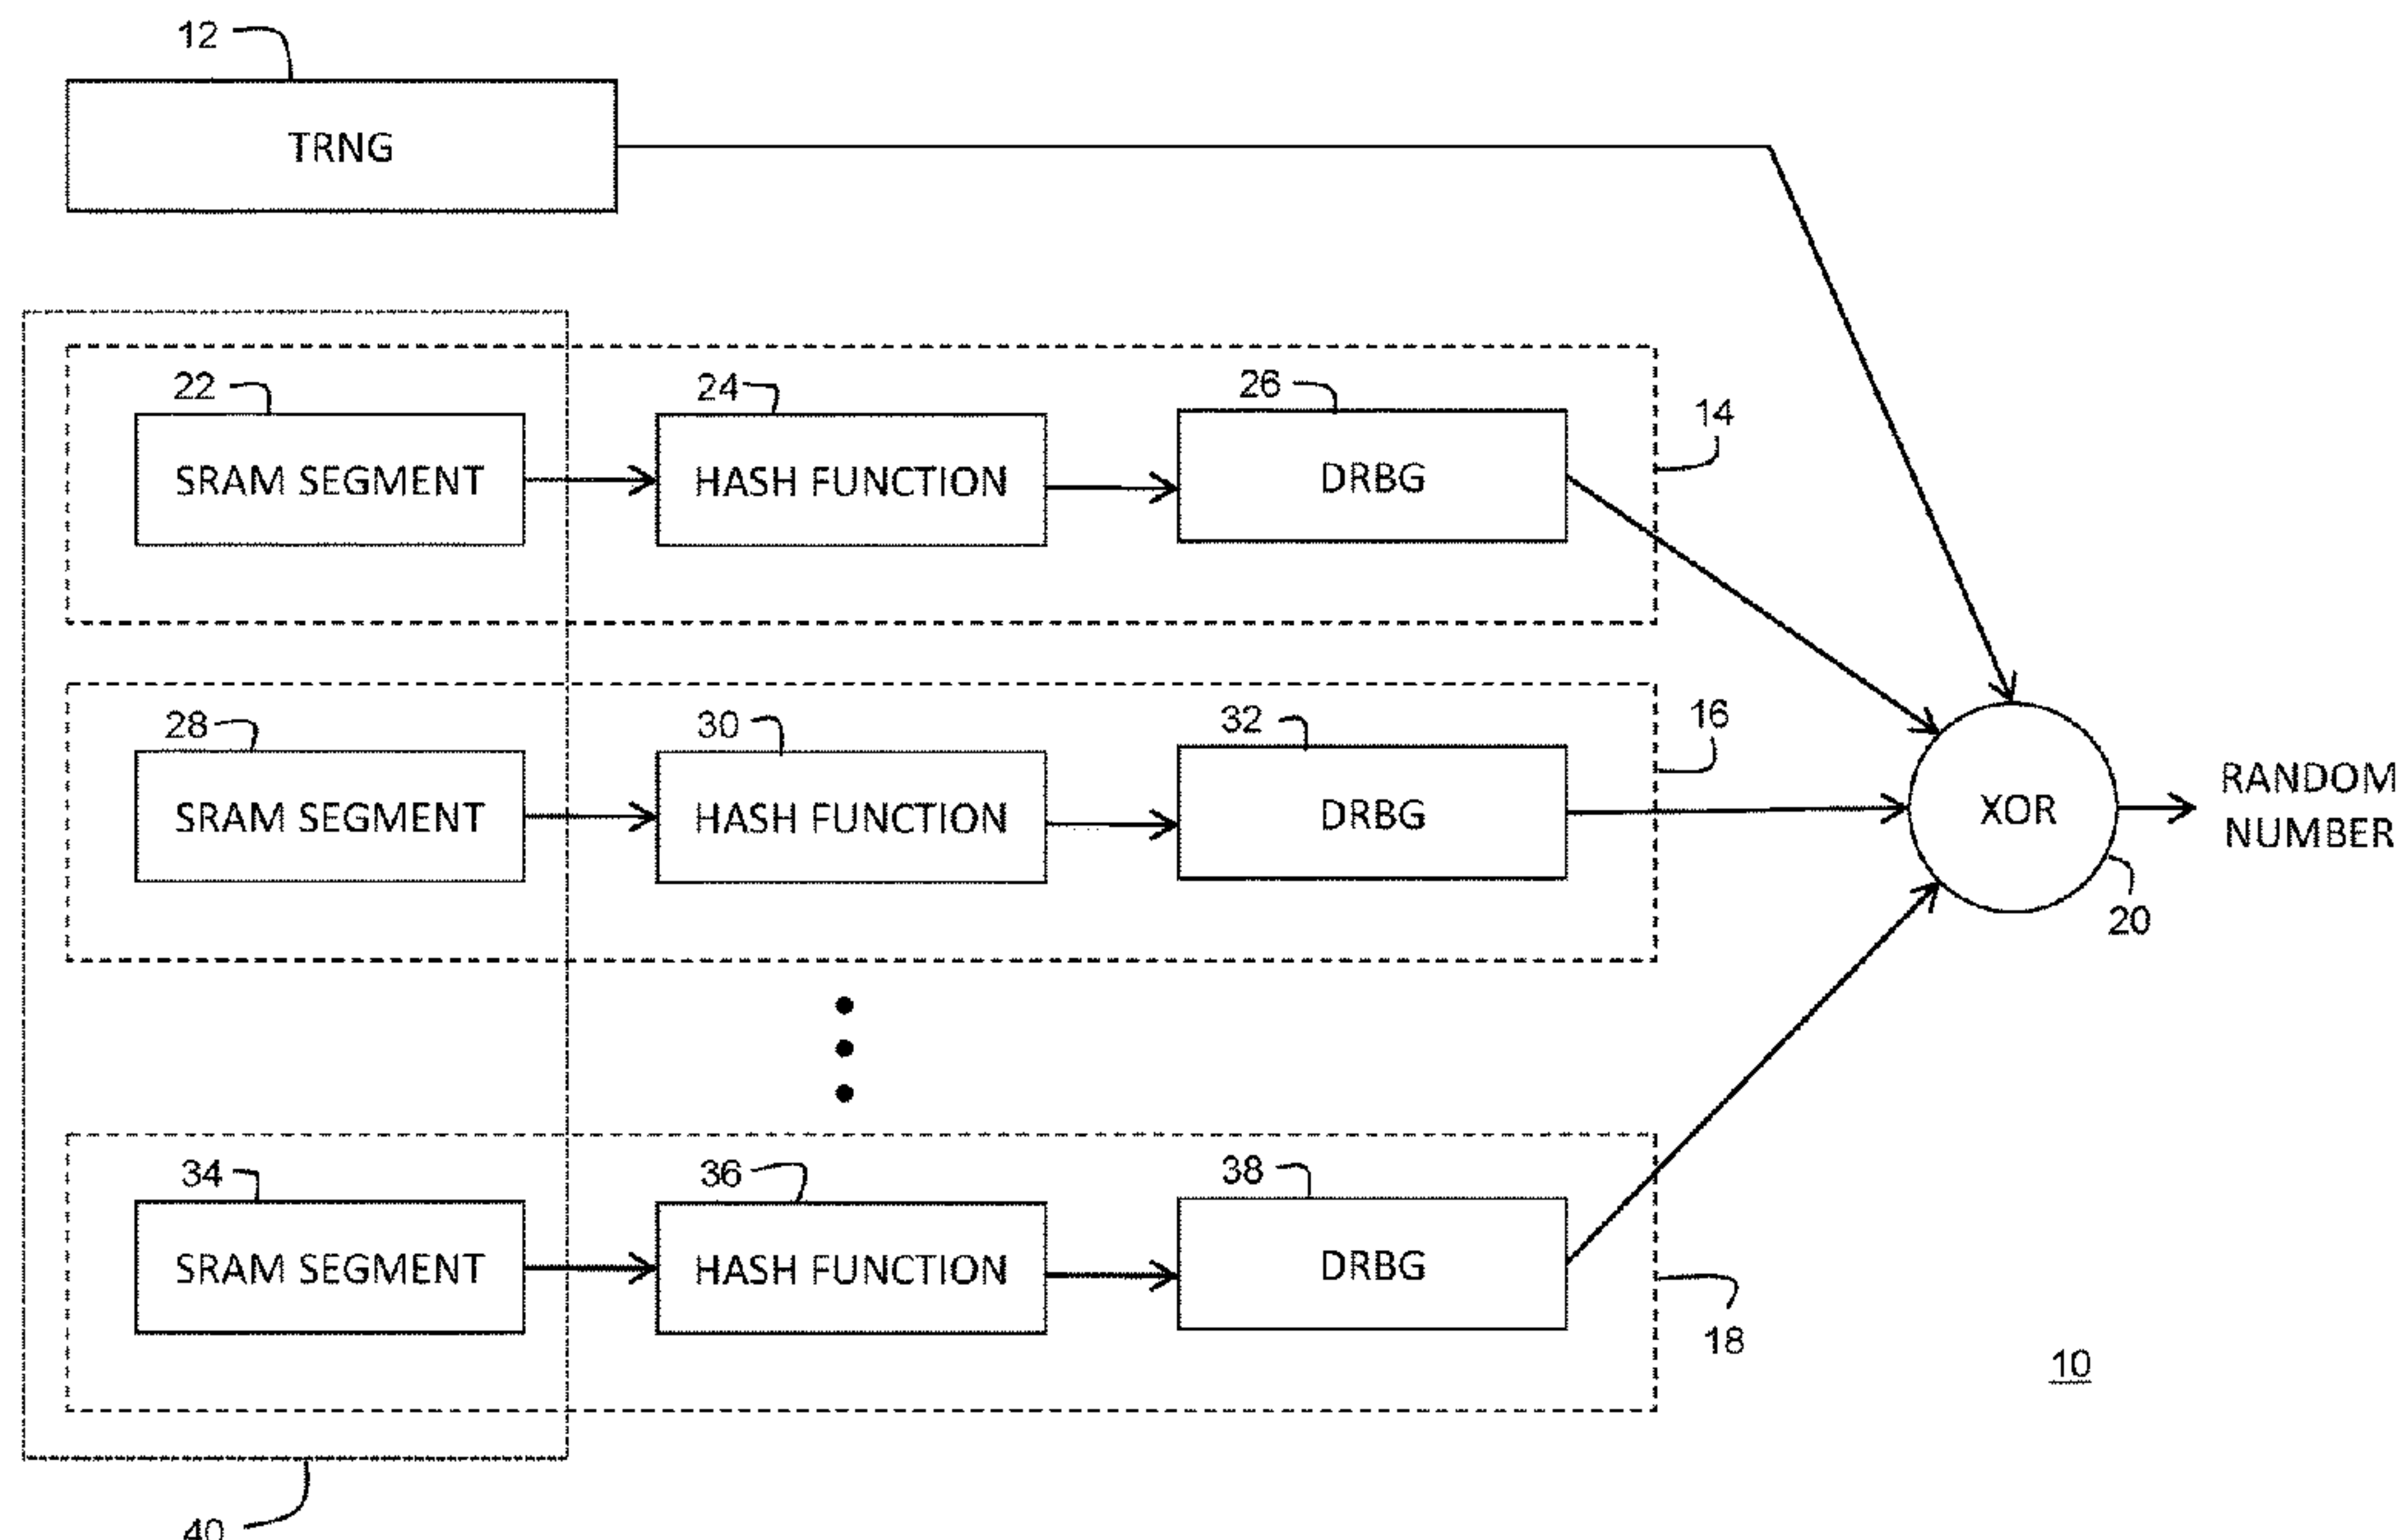 12
TRNG
22
24
26
14
SRAM SEGMENT
HASH FUNCTION
DRBG
28
30
32
16
SRAM SEGMENT
HASH FUNCTION
DRBG
XOR
RANDOM
NUMBER
20
34
36
38
SRAM SEGMENT
HASH FUNCTION
DRBG
18
10
40